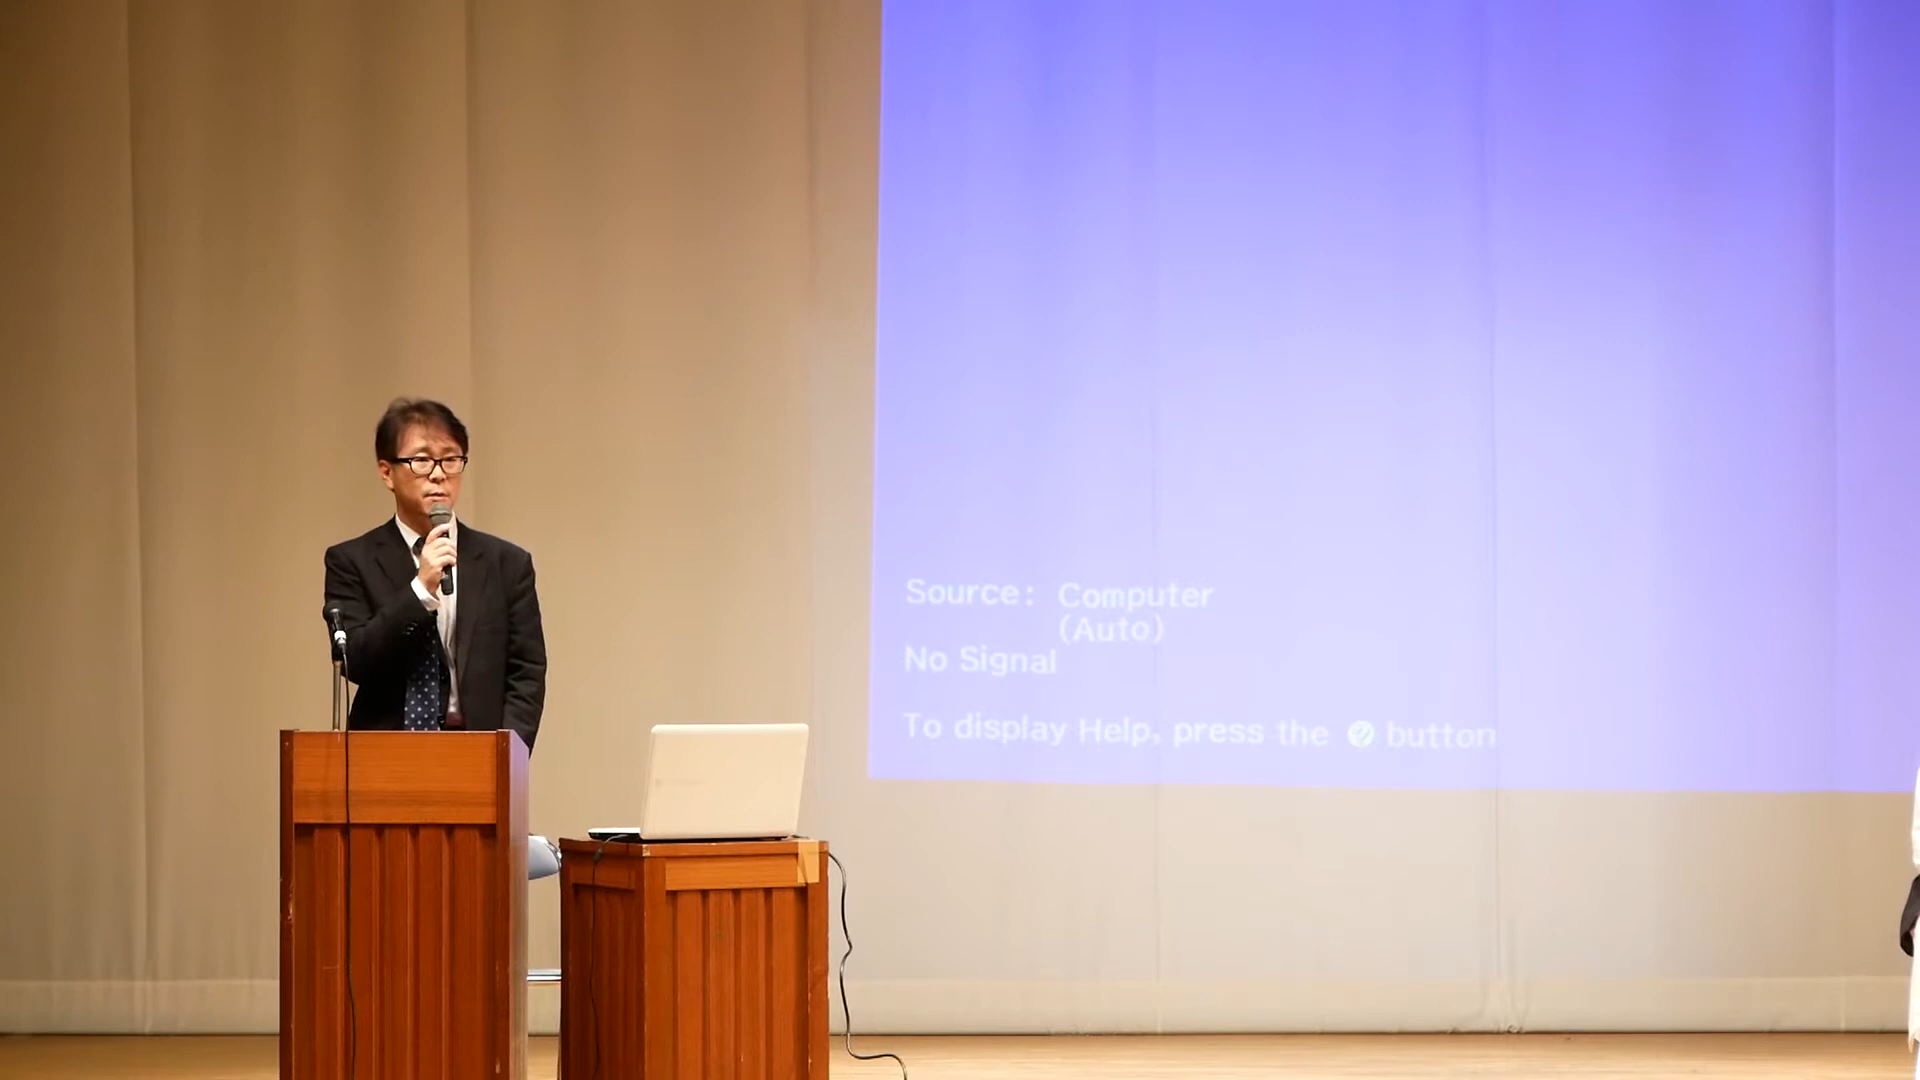 Source: Computer
(Auto)
No Signal
To display Help, press the ? button